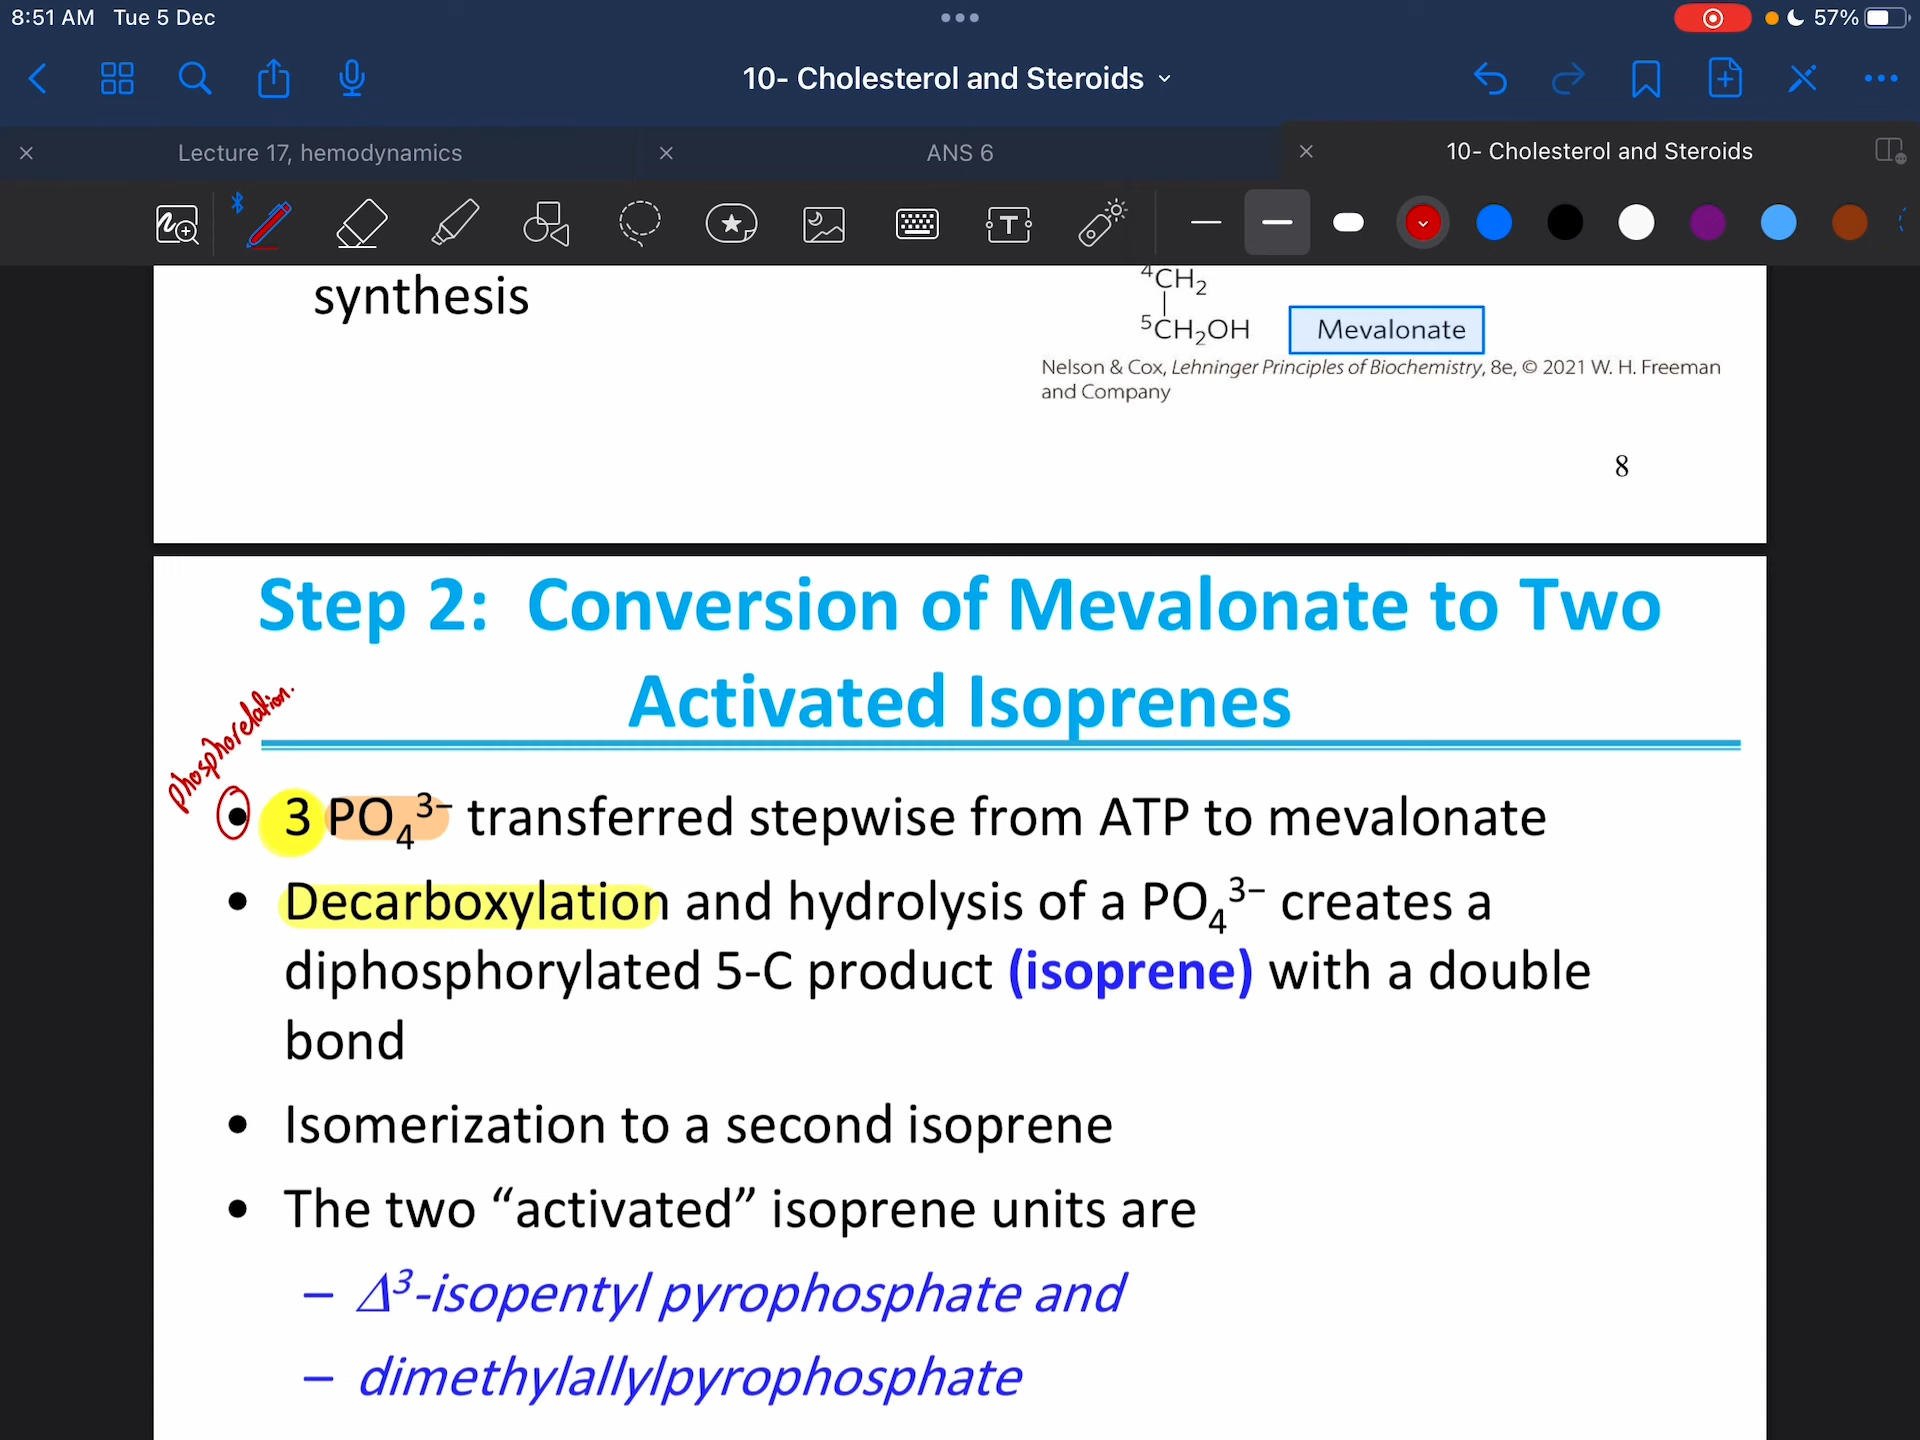 8:51 AM Tue 5 Dec
57%
10- Cholesterol and Steroids
Lecture 17, hemodynamics
ANS 6
10- Cholesterol and Steroids
T
synthesis
⁴CH₂
⁵CH₂OH
Mevalonate
Nelson & Cox, Lehninger Principles of Biochemistry, 8e, © 2021 W. H. Freeman
and Company
8
Step 2: Conversion of Mevalonate to Two
Activated Isoprenes
phosphorelation.
• 3 PO₄³⁻ transferred stepwise from ATP to mevalonate
• Decarboxylation and hydrolysis of a PO₄³⁻ creates a
diphosphorylated 5-C product (isoprene) with a double
bond
• Isomerization to a second isoprene
• The two “activated” isoprene units are
– Δ³-isopentyl pyrophosphate and
– dimethylallylpyrophosphate